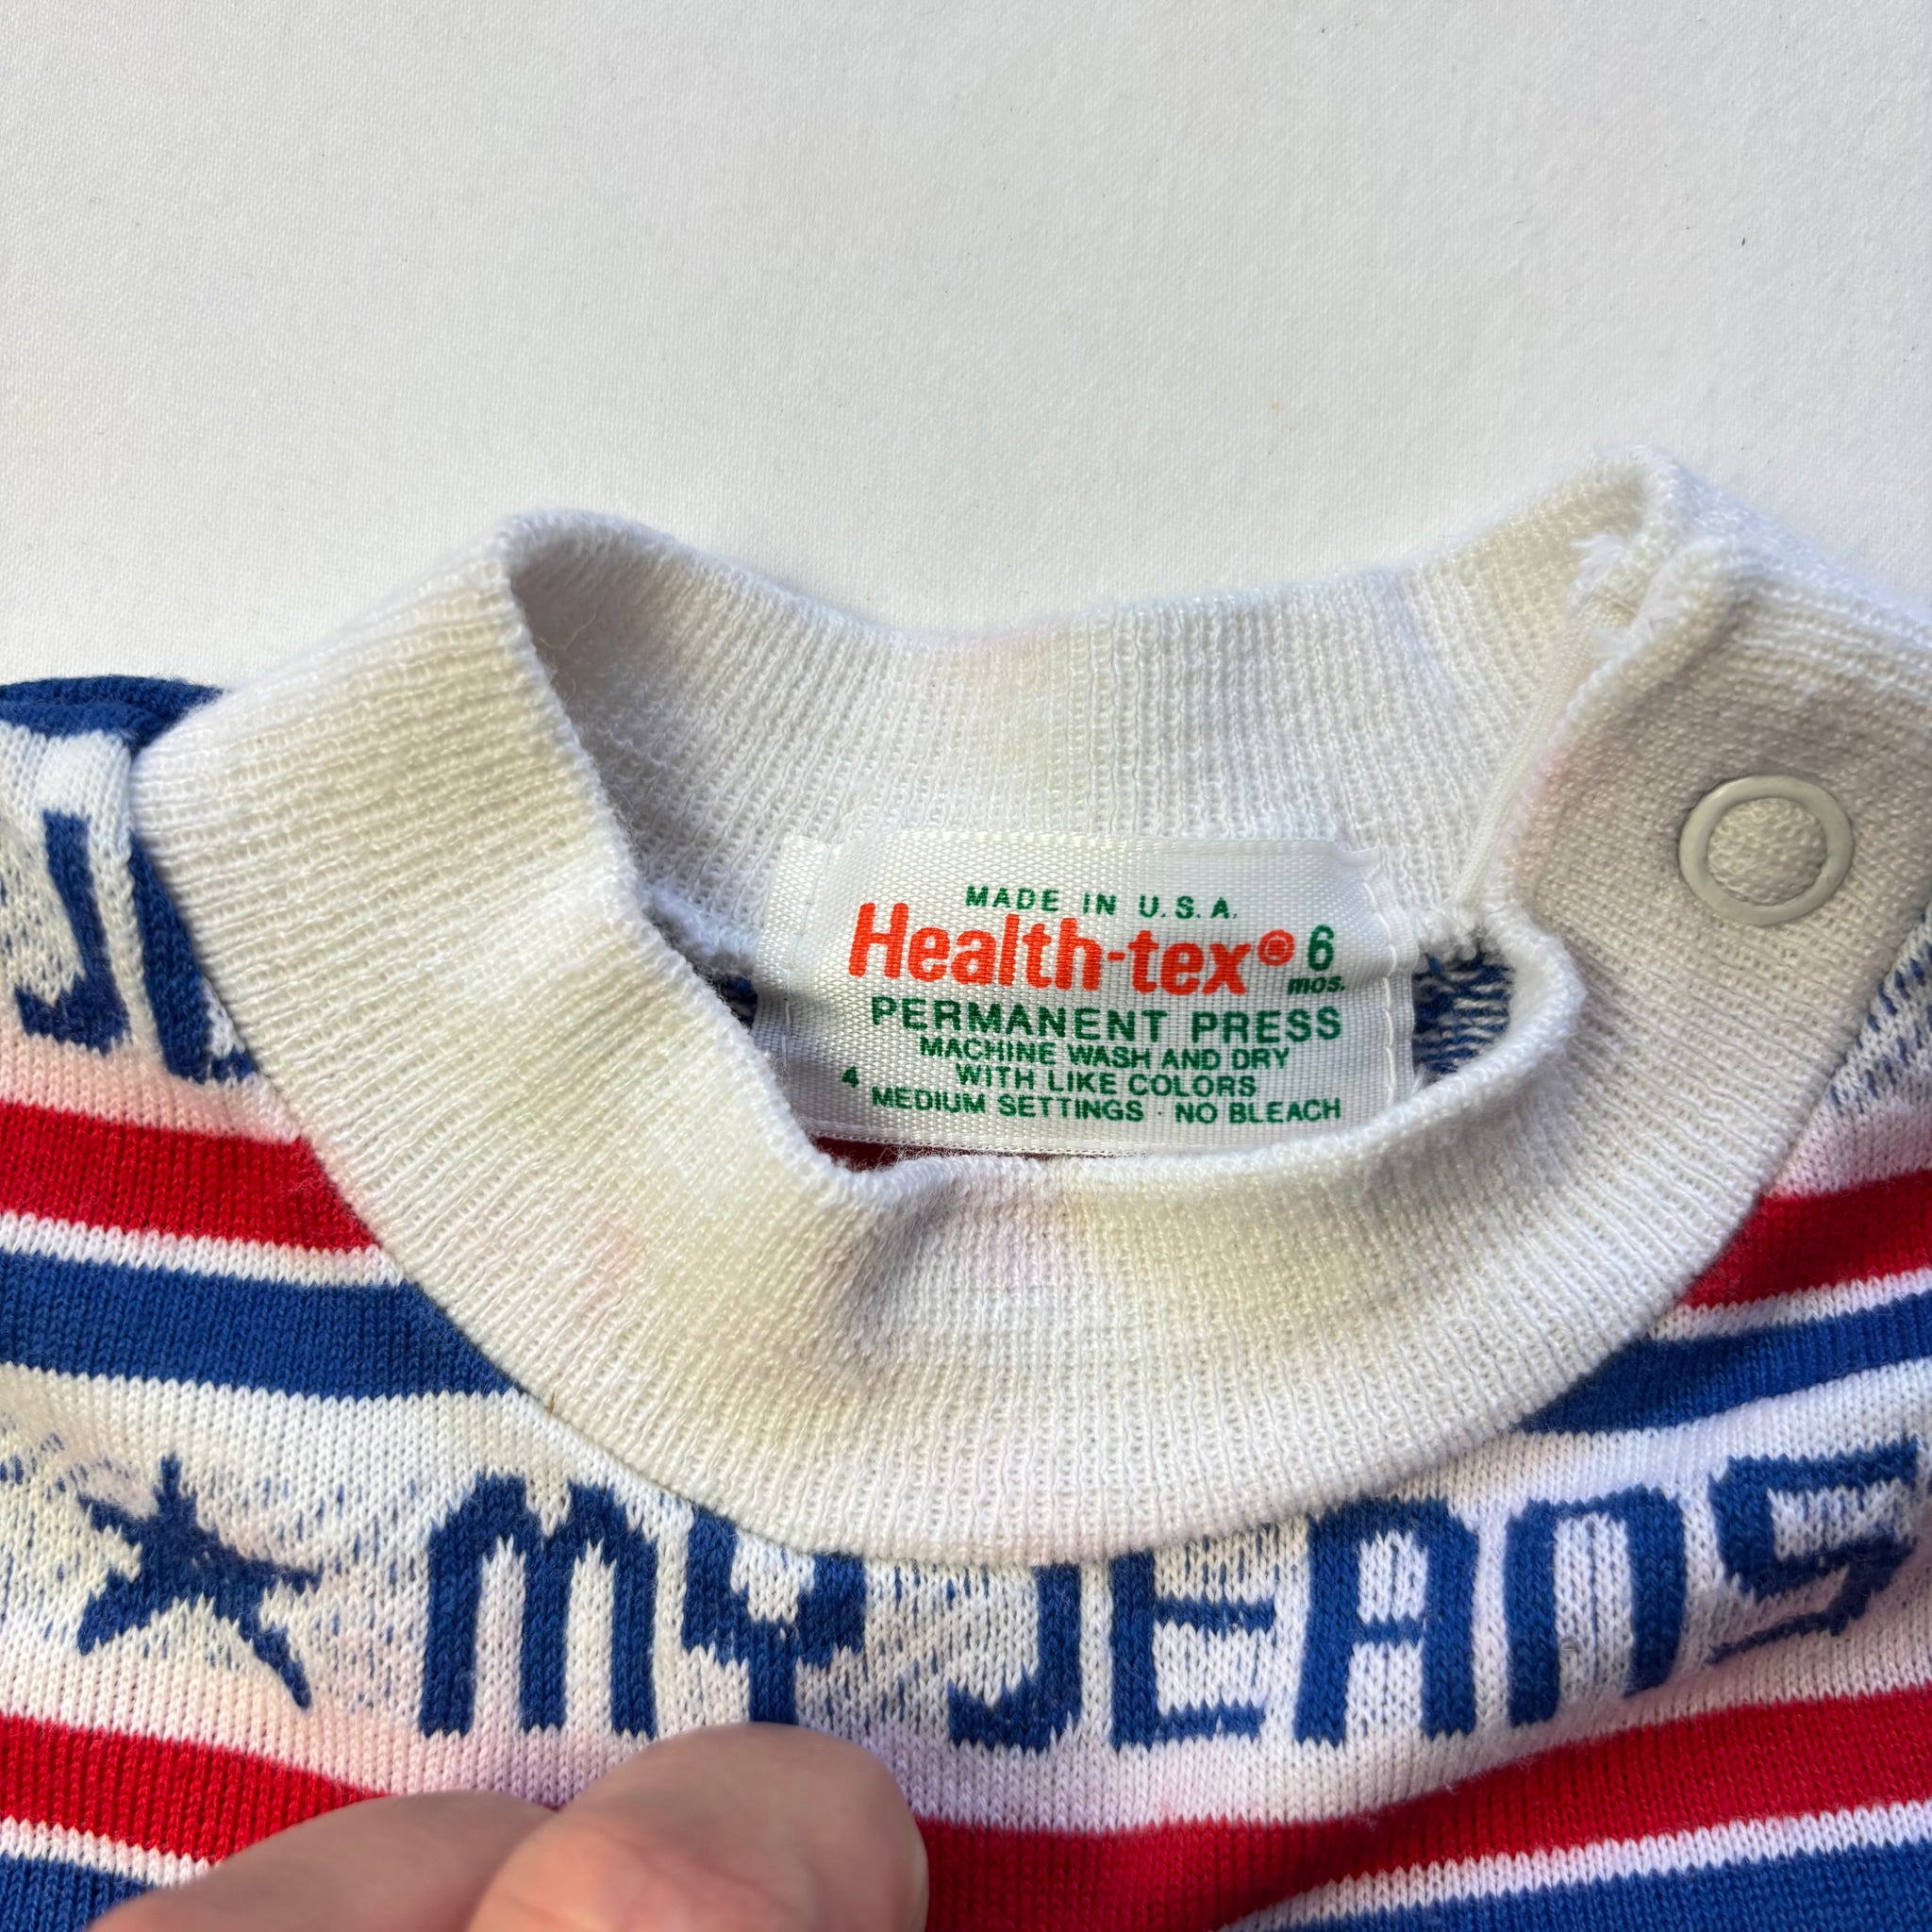 MADE IN U.S.A.
Health-tex® 6 mos.
PERMANENT PRESS
MACHINE WASH AND DRY
WITH LIKE COLORS
4 MEDIUM SETTINGS · NO BLEACH
J
★ MY JEANS